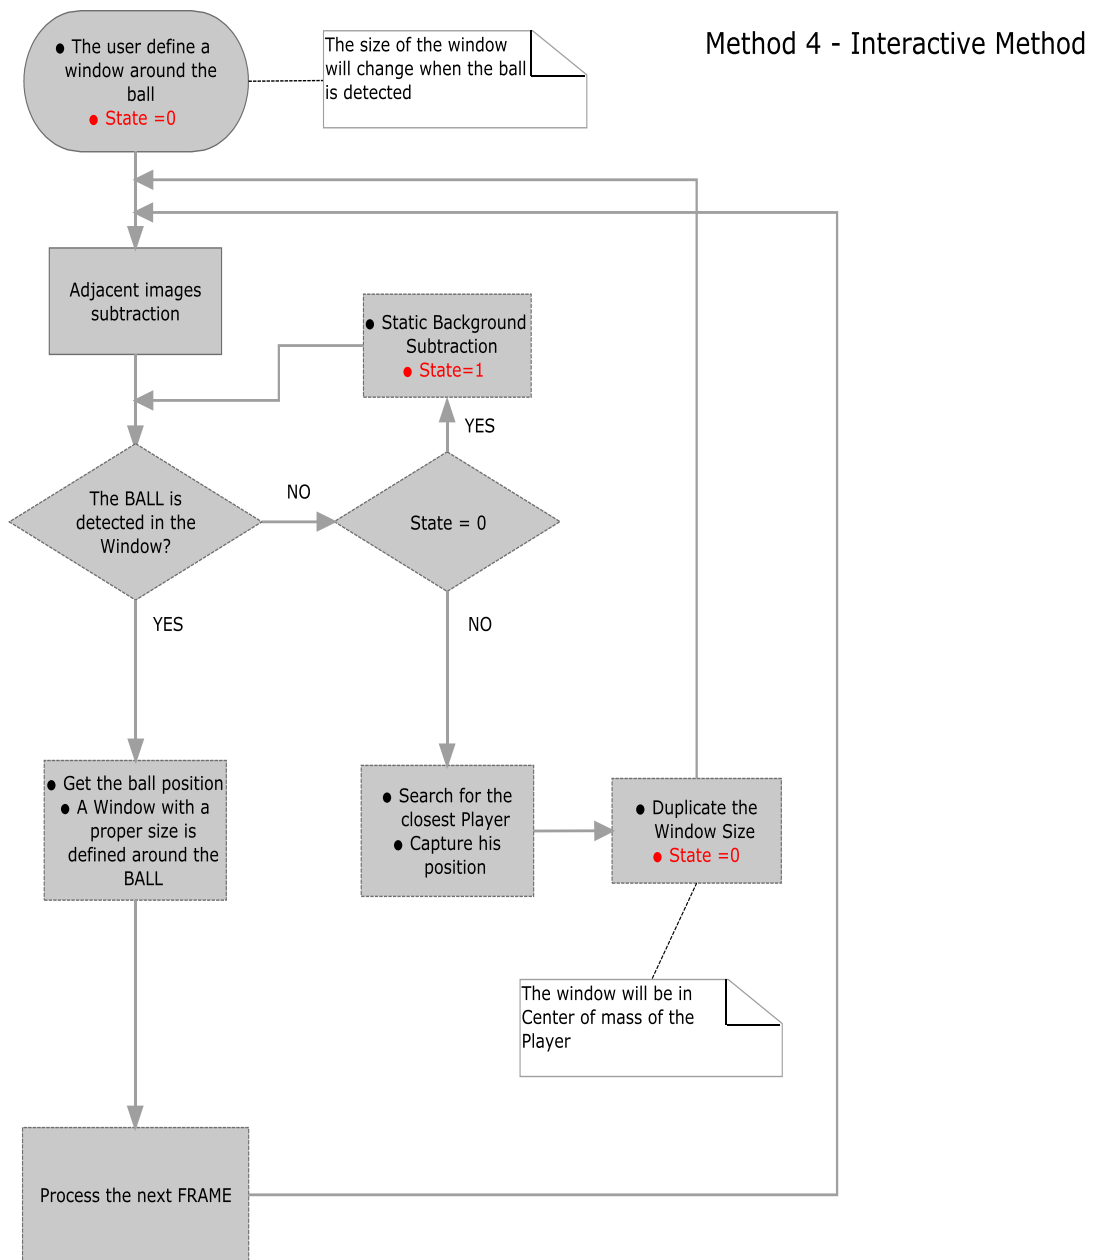 Method 4 - Interactive Method
● The user define a
window around the
ball
● State =0
The size of the window
will change when the ball
is detected
Adjacent images
subtraction
● Static Background
Subtraction
● State=1
YES
The BALL is
detected in the
Window?
NO
State = 0
YES
NO
● Get the ball position
● A Window with a
proper size is
defined around the
BALL
● Search for the
closest Player
● Capture his
position
● Duplicate the
Window Size
● State =0
The window will be in
Center of mass of the
Player
Process the next FRAME